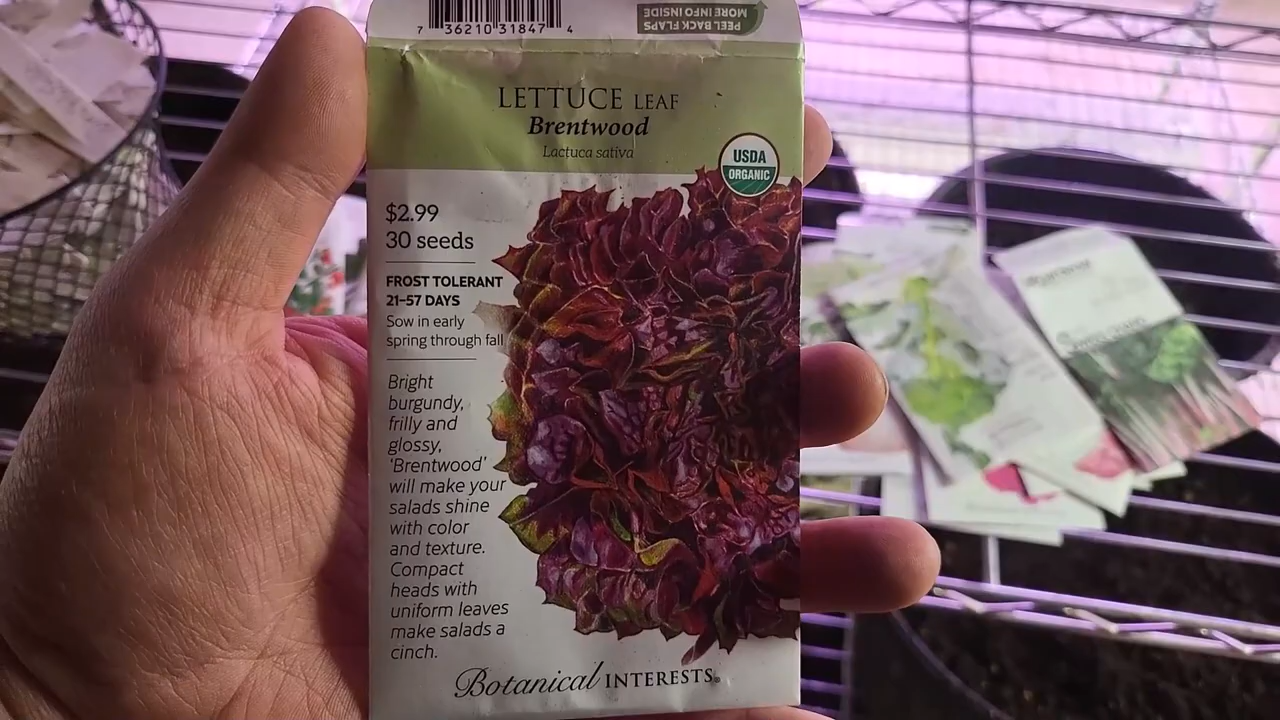 7 36210 31847 4
PEEL BACK FLAPS
MORE INFO INSIDE
LETTUCE LEAF
Brentwood
Lactuca sativa
USDA
ORGANIC
$2.99
30 seeds
FROST TOLERANT
21–57 DAYS
Sow in early
spring through fall
Bright
burgundy,
frilly and
glossy,
‘Brentwood’
will make your
salads shine
with color
and texture.
Compact
heads with
uniform leaves
make salads a
cinch.
Botanical INTERESTS®